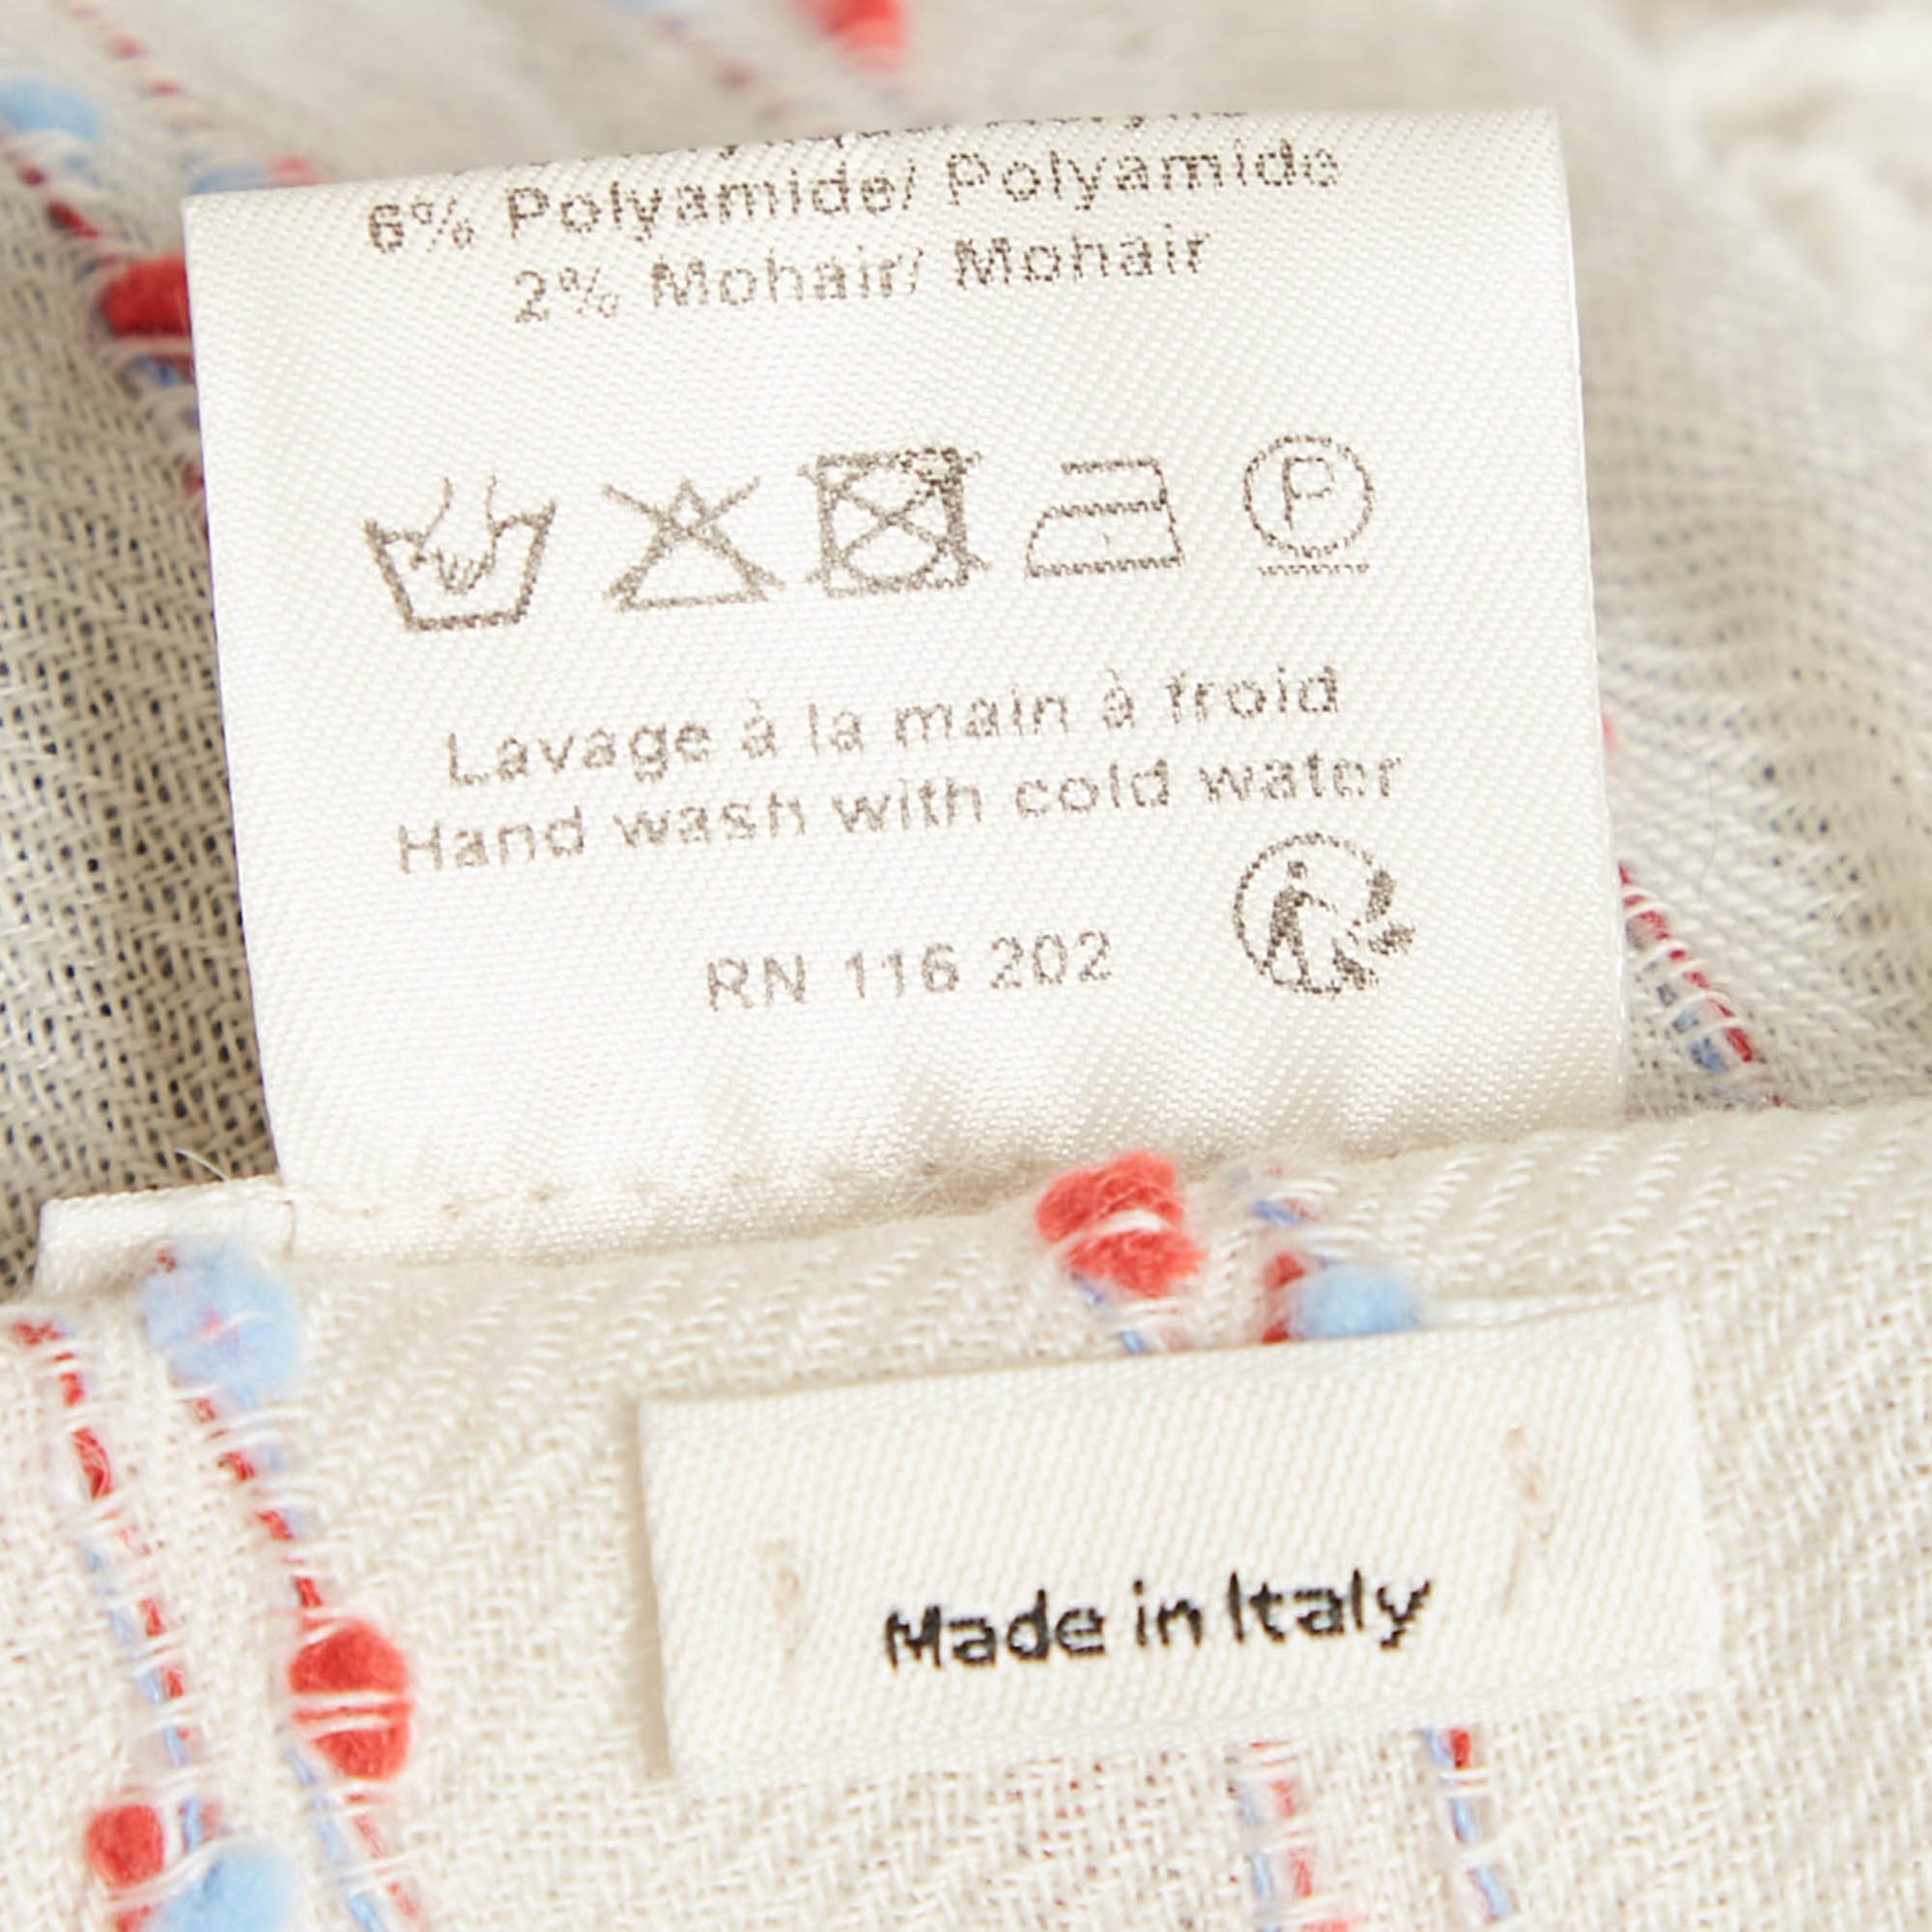 6% Polyamide/ Polyamide
2% Mohair/ Mohair
P
Lavage à la main à froid
Hand wash with cold water
RN 116 202
Made in Italy